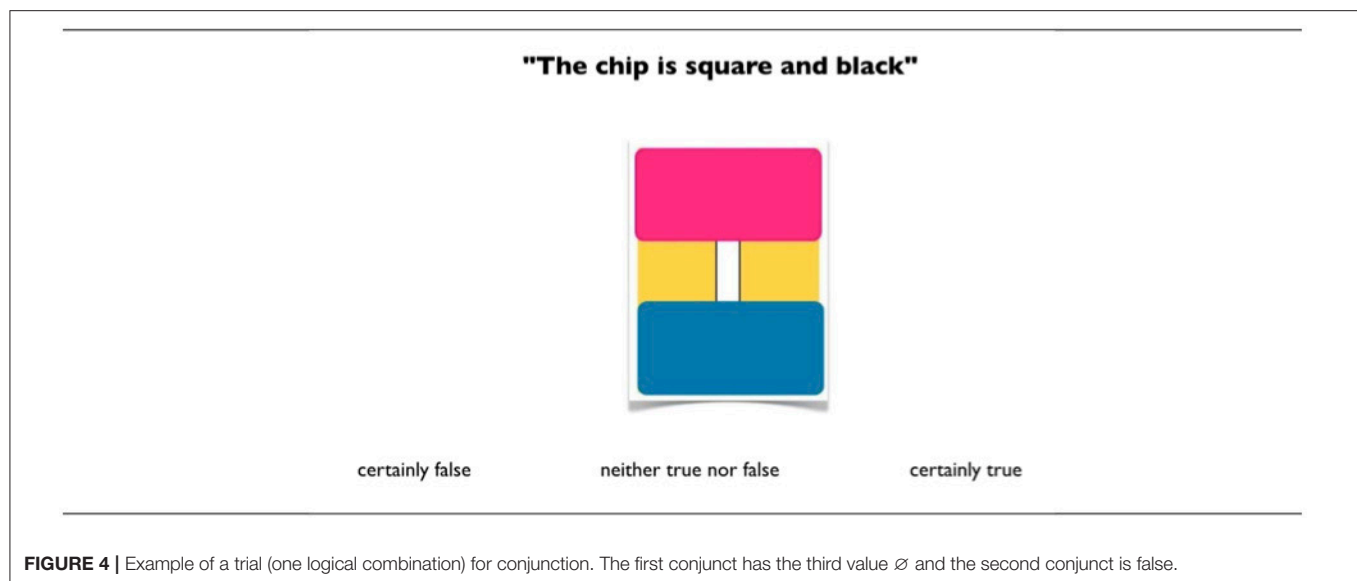 "The chip is square and black"
certainly false neither true nor false certainly true
FIGURE 4 | Example of a trial (one logical combination) for conjunction. The first conjunct has the third value ∅ and the second conjunct is false.